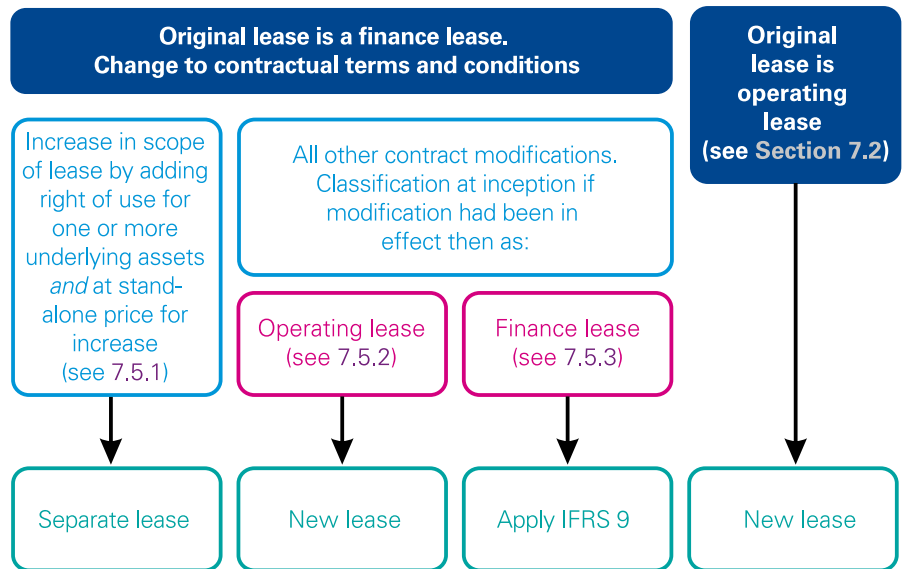 Original lease is a finance lease.
Change to contractual terms and conditions
Original
lease is
operating
lease
(see Section 7.2)
Increase in scope
of lease by adding
right of use for
one or more
underlying assets
and at stand-
alone price for
increase
(see 7.5.1)
All other contract modifications.
Classification at inception if
modification had been in
effect then as:
Operating lease
(see 7.5.2)
Finance lease
(see 7.5.3)
Separate lease
New lease
Apply IFRS 9
New lease